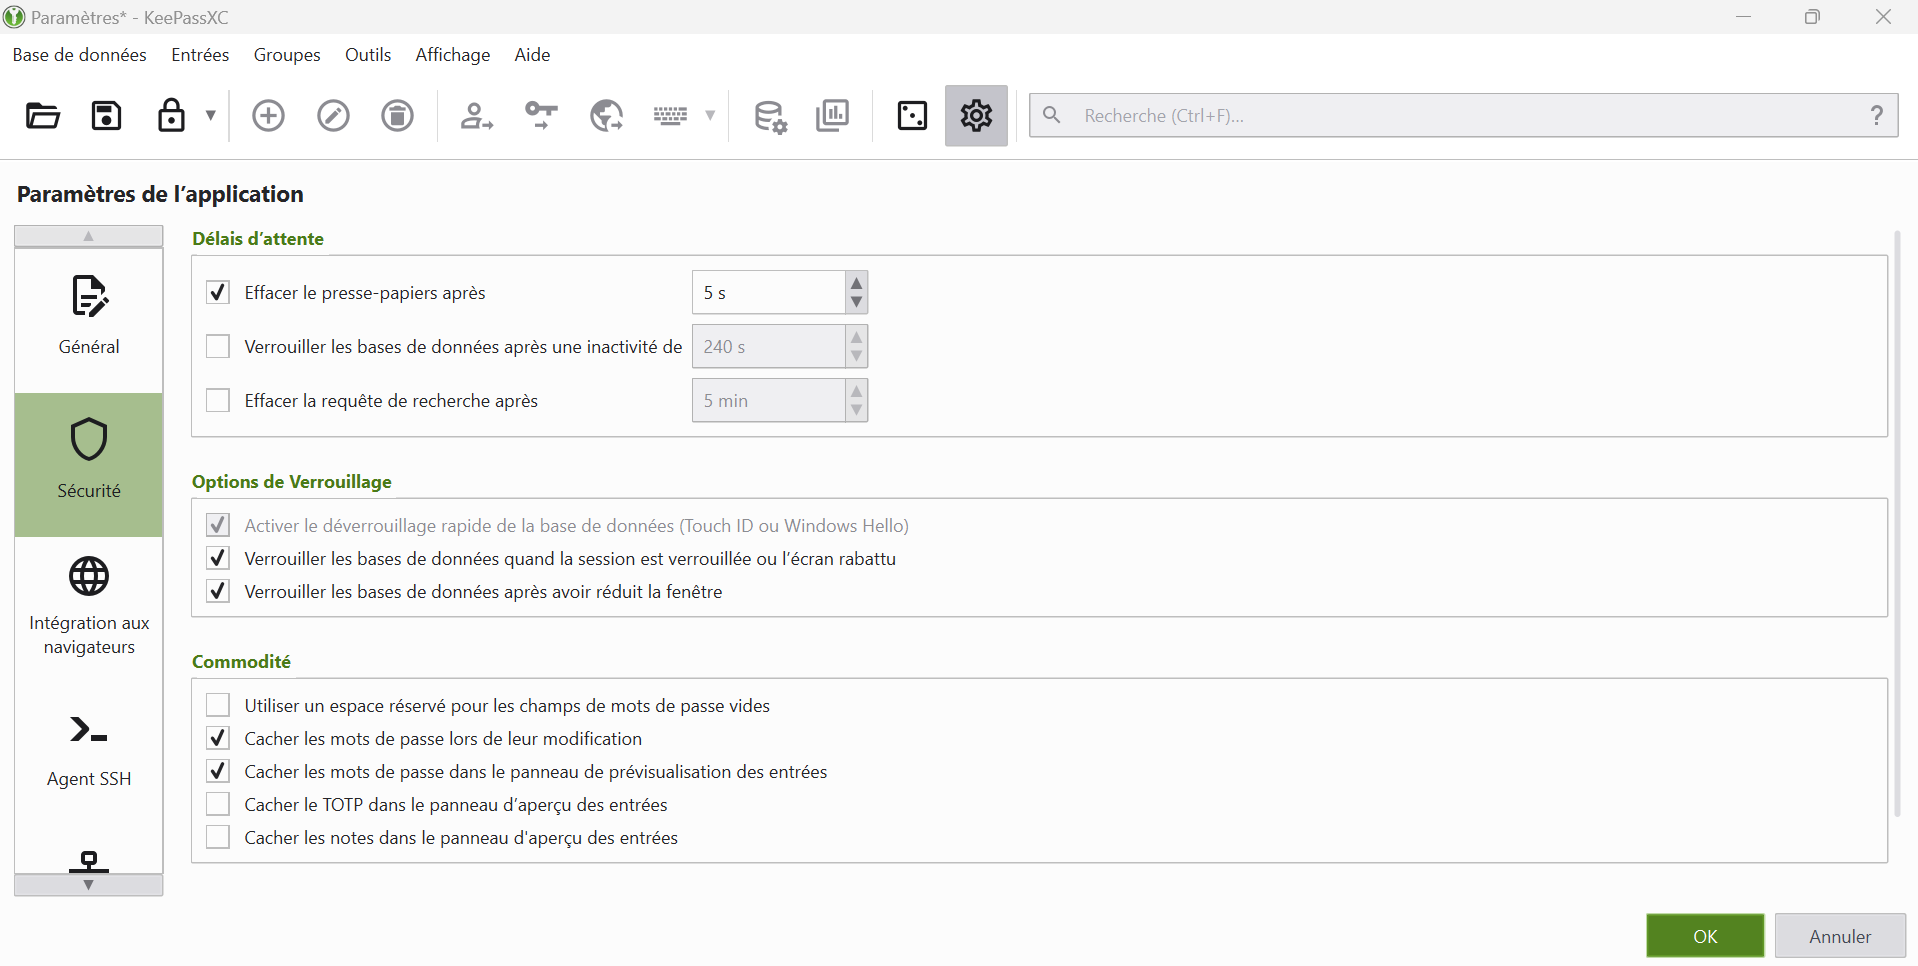 Paramètres* - KeePassXC
Base de données Entrées Groupes Outils Affichage Aide
Recherche (Ctrl+F)... ?
Paramètres de l’application
Général
Sécurité
Intégration aux
navigateurs
Agent SSH
Délais d’attente
Effacer le presse-papiers après 5 s
Verrouiller les bases de données après une inactivité de 240 s
Effacer la requête de recherche après 5 min
Options de Verrouillage
Activer le déverrouillage rapide de la base de données (Touch ID ou Windows Hello)
Verrouiller les bases de données quand la session est verrouillée ou l’écran rabattu
Verrouiller les bases de données après avoir réduit la fenêtre
Commodité
Utiliser un espace réservé pour les champs de mots de passe vides
Cacher les mots de passe lors de leur modification
Cacher les mots de passe dans le panneau de prévisualisation des entrées
Cacher le TOTP dans le panneau d’aperçu des entrées
Cacher les notes dans le panneau d'aperçu des entrées
OK Annuler